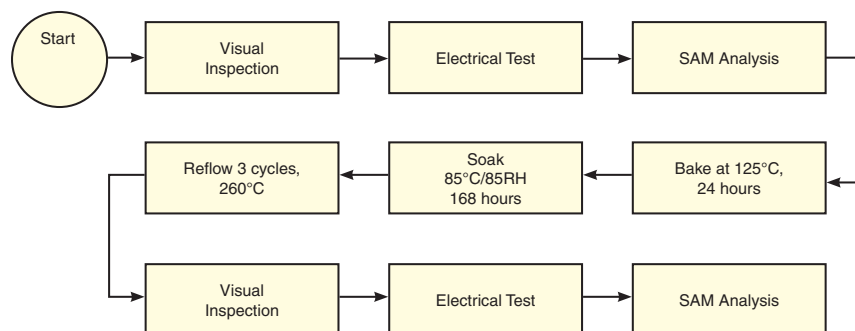 Start
Visual
Inspection
Electrical Test
SAM Analysis
Bake at 125°C,
24 hours
Soak
85°C/85RH
168 hours
Reflow 3 cycles,
260°C
Visual
Inspection
Electrical Test
SAM Analysis